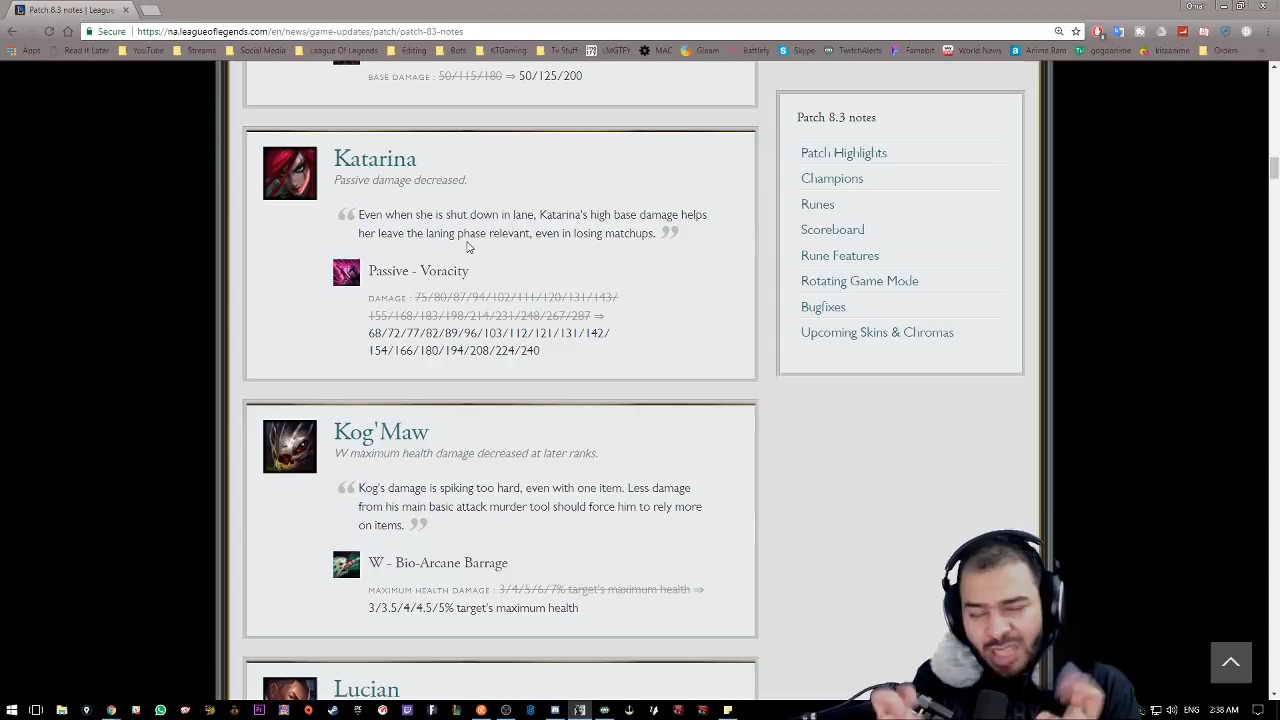 Patch 8.3 notes | League
Omar
Secure | https://na.leagueoflegends.com/en/news/game-updates/patch/patch-83-notes
Apps Read It Later YouTube Streams Social Media League Of Legends Editing Bots KTGaming Tv Stuff LMGTFY MAC Gleam Battlefy Skype TwitchAlerts Famebit World News Anime Bam gogoanime kissanime Orders
BASE DAMAGE : 50/115/180 ⇒ 50/125/200
Katarina
Passive damage decreased.
Even when she is shut down in lane, Katarina's high base damage helps
her leave the laning phase relevant, even in losing matchups.
Passive - Voracity
DAMAGE : 75/80/87/94/102/111/120/131/143/
155/168/183/198/214/231/248/267/287 ⇒
68/72/77/82/89/96/103/112/121/131/142/
154/166/180/194/208/224/240
Kog'Maw
W maximum health damage decreased at later ranks.
Kog's damage is spiking too hard, even with one item. Less damage
from his main basic attack murder tool should force him to rely more
on items.
W - Bio-Arcane Barrage
MAXIMUM HEALTH DAMAGE : 3/4/5/6/7% target's maximum health ⇒
3/3.5/4/4.5/5% target's maximum health
Lucian
Patch 8.3 notes
Patch Highlights
Champions
Runes
Scoreboard
Rune Features
Rotating Game Mode
Bugfixes
Upcoming Skins & Chromas
2:38 AM